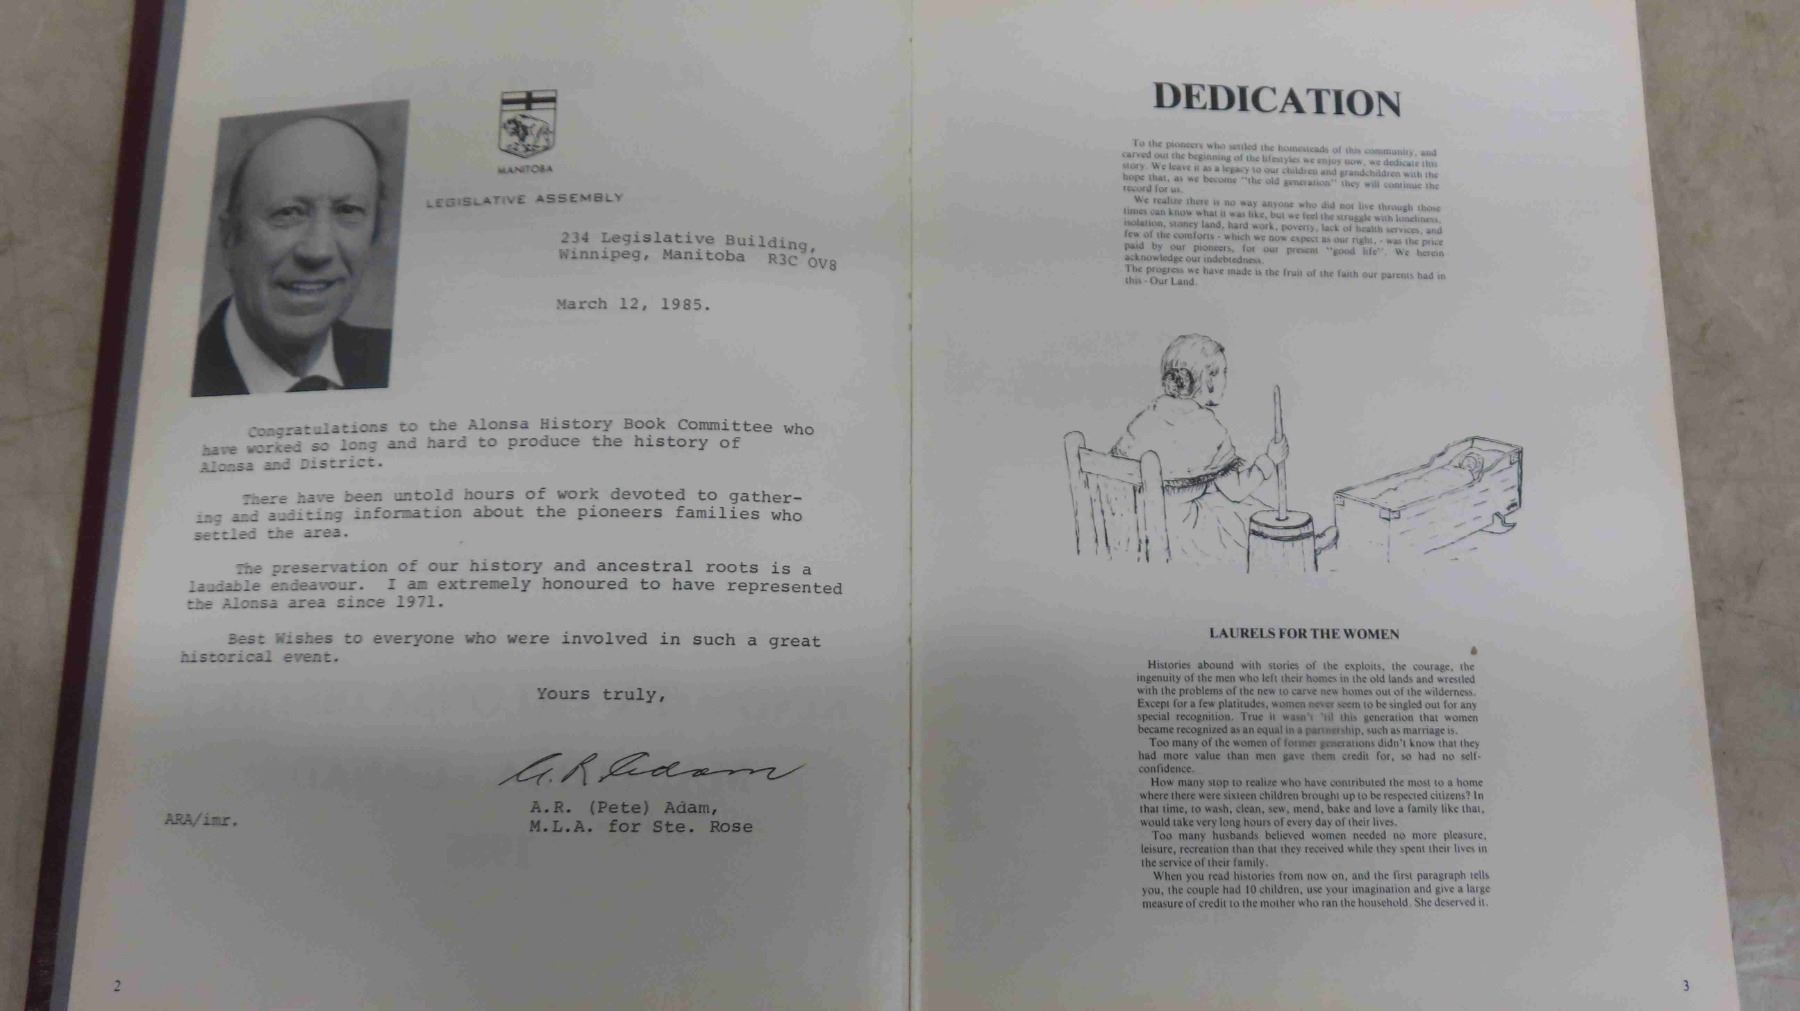 MANITOBA
LEGISLATIVE ASSEMBLY
234 Legislative Building,
Winnipeg, Manitoba R3C OV8
March 12, 1985.
Congratulations to the Alonsa History Book Committee who
have worked so long and hard to produce the history of
Alonsa and District.
There have been untold hours of work devoted to gather-
ing and auditing information about the pioneers families who
settled the area.
The preservation of our history and ancestral roots is a
laudable endeavour. I am extremely honoured to have represented
the Alonsa area since 1971.
Best Wishes to everyone who were involved in such a great
historical event.
Yours truly,
A.R. Adam
A.R. (Pete) Adam,
M.L.A. for Ste. Rose
ARA/imr.
2
DEDICATION
To the pioneers who settled the homesteads of this community, and
carved out the beginning of the lifestyles we enjoy now, we dedicate this
story. We leave it as a legacy to our children and grandchildren with the
hope that, as we become "the old generation" they will continue the
record for us.
We realize there is no way anyone who did not live through those
times can know what it was like, but we feel the struggle with loneliness,
isolation, stoney land, hard work, poverty, lack of health services, and
few of the comforts - which we now expect as our right, - was the price
paid by our pioneers, for our present "good life". We herein
acknowledge our indebtedness.
The progress we have made is the fruit of the faith our parents had in
this - Our Land.
LAURELS FOR THE WOMEN
Histories abound with stories of the exploits, the courage, the
ingenuity of the men who left their homes in the old lands and wrestled
with the problems of the new to carve new homes out of the wilderness.
Except for a few platitudes, women never seem to be singled out for any
special recognition. True it wasn't 'til this generation that women
became recognized as an equal in a partnership, such as marriage is.
Too many of the women of former generations didn't know that they
had more value than men gave them credit for, so had no self-
confidence.
How many stop to realize who have contributed the most to a home
where there were sixteen children brought up to be respected citizens? In
that time, to wash, clean, sew, mend, bake and love a family like that,
would take very long hours of every day of their lives.
Too many husbands believed women needed no more pleasure,
leisure, recreation than that they received while they spent their lives in
the service of their family.
When you read histories from now on, and the first paragraph tells
you, the couple had 10 children, use your imagination and give a large
measure of credit to the mother who ran the household. She deserved it.
3